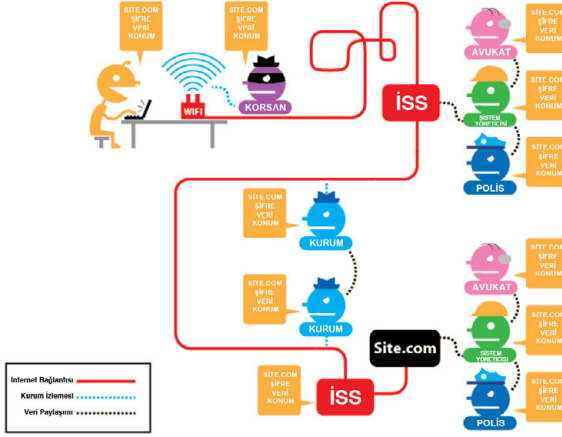 SITE.COM
ŞİFRE
VERİ
KONUM
SITE.COM
ŞİFRE
VERİ
KONUM
WIFI
KORSAN
İSS
SITE.COM
ŞİFRE
VERİ
KONUM
AVUKAT
SITE.COM
ŞİFRE
VERİ
KONUM
SİSTEM
YÖNETİCİSİ
SITE.COM
ŞİFRE
VERİ
KONUM
POLİS
SITE.COM
ŞİFRE
VERİ
KONUM
KURUM
SITE.COM
ŞİFRE
VERİ
KONUM
KURUM
SITE.COM
ŞİFRE
VERİ
KONUM
AVUKAT
SITE.COM
ŞİFRE
VERİ
KONUM
SİSTEM
YÖNETİCİSİ
SITE.COM
ŞİFRE
VERİ
KONUM
POLİS
Site.com
SITE.COM
ŞİFRE
VERİ
KONUM
İSS
Internet Bağlantısı
Kurum İzlemesi
Veri Paylaşımı